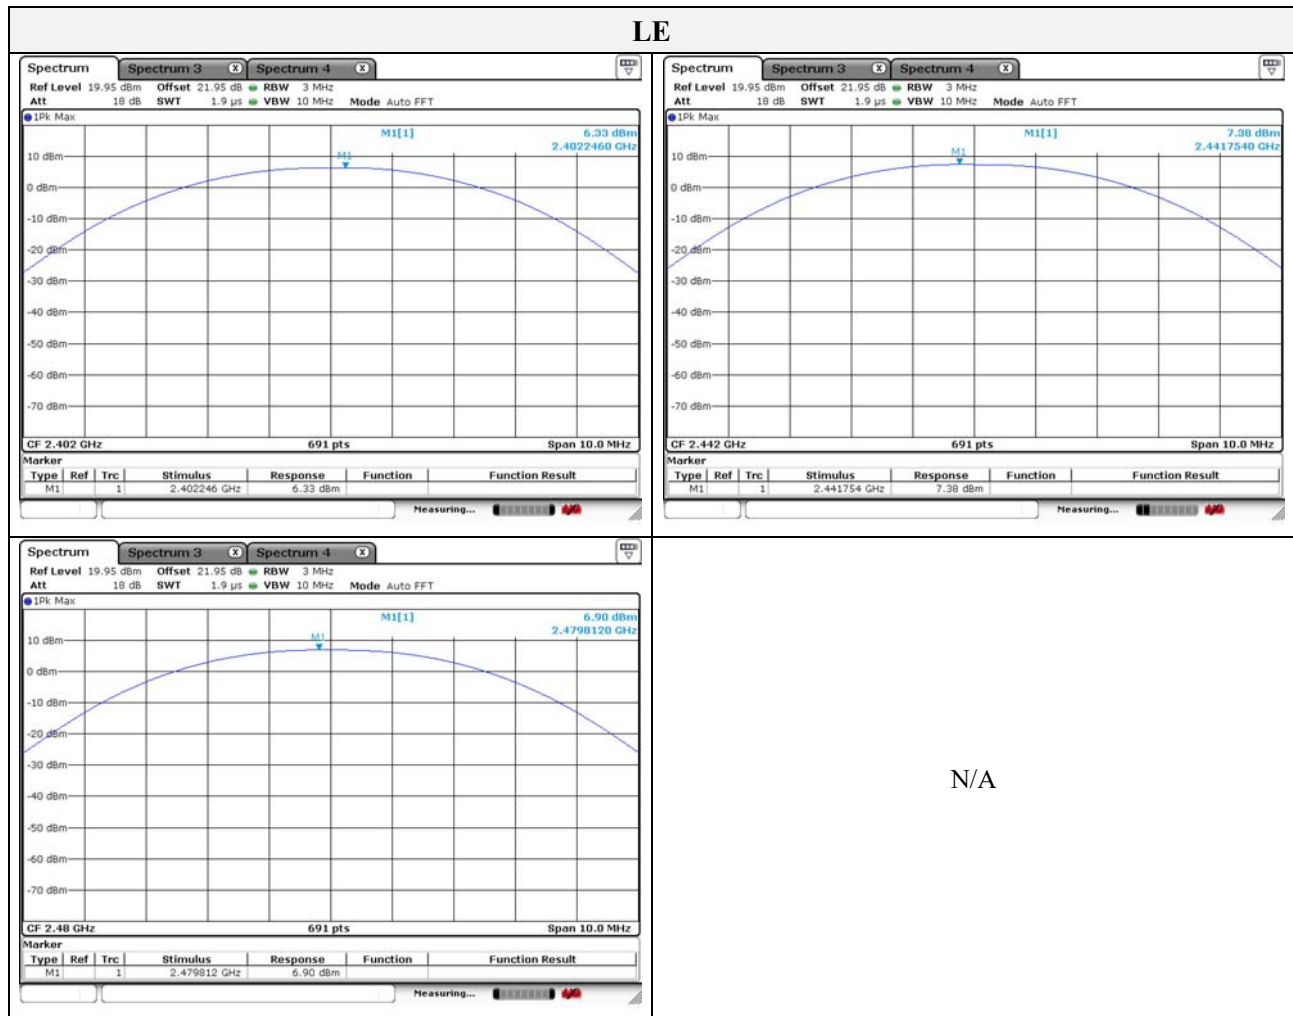 LE
Spectrum Spectrum 3 X Spectrum 4 X
Ref Level 19.95 dBm Offset 21.95 dB RBW 3 MHz
Att 18 dB SWT 1.9 µs VBW 10 MHz Mode Auto FFT
1Pk Max
M1[1] 6.33 dBm
2.4022460 GHz
M1
10 dBm
0 dBm
-10 dBm
-20 dBm
-30 dBm
-40 dBm
-50 dBm
-60 dBm
-70 dBm
CF 2.402 GHz 691 pts Span 10.0 MHz
Marker
Type Ref Trc Stimulus Response Function Function Result
M1 1 2.402246 GHz 6.33 dBm
Measuring...
Spectrum Spectrum 3 X Spectrum 4 X
Ref Level 19.95 dBm Offset 21.95 dB RBW 3 MHz
Att 18 dB SWT 1.9 µs VBW 10 MHz Mode Auto FFT
1Pk Max
M1[1] 7.38 dBm
2.4417540 GHz
M1
10 dBm
0 dBm
-10 dBm
-20 dBm
-30 dBm
-40 dBm
-50 dBm
-60 dBm
-70 dBm
CF 2.442 GHz 691 pts Span 10.0 MHz
Marker
Type Ref Trc Stimulus Response Function Function Result
M1 1 2.441754 GHz 7.38 dBm
Measuring...
Spectrum Spectrum 3 X Spectrum 4 X
Ref Level 19.95 dBm Offset 21.95 dB RBW 3 MHz
Att 18 dB SWT 1.9 µs VBW 10 MHz Mode Auto FFT
1Pk Max
M1[1] 6.90 dBm
2.4798120 GHz
M1
10 dBm
0 dBm
-10 dBm
-20 dBm
-30 dBm
-40 dBm
-50 dBm
-60 dBm
-70 dBm
CF 2.48 GHz 691 pts Span 10.0 MHz
Marker
Type Ref Trc Stimulus Response Function Function Result
M1 1 2.479812 GHz 6.90 dBm
Measuring...
N/A